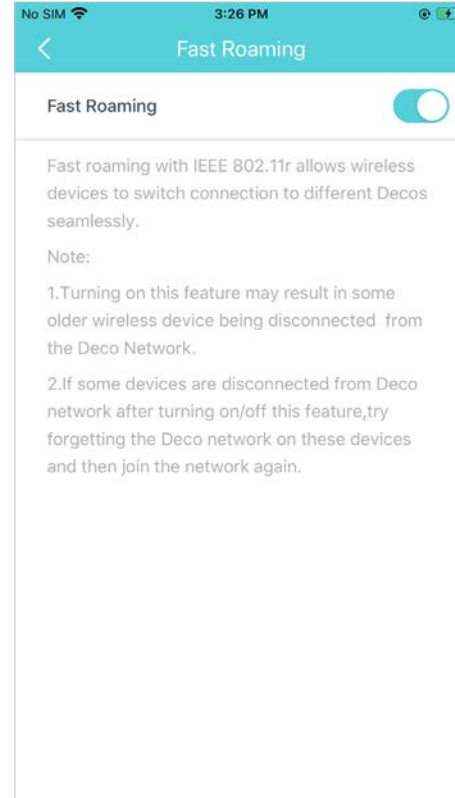 No SIM 3:26 PM
Fast Roaming
Fast Roaming
Fast roaming with IEEE 802.11r allows wireless
devices to switch connection to different Decos
seamlessly.
Note:
1.Turning on this feature may result in some
older wireless device being disconnected  from
the Deco Network.
2.If some devices are disconnected from Deco
network after turning on/off this feature,try
forgetting the Deco network on these devices
and then join the network again.